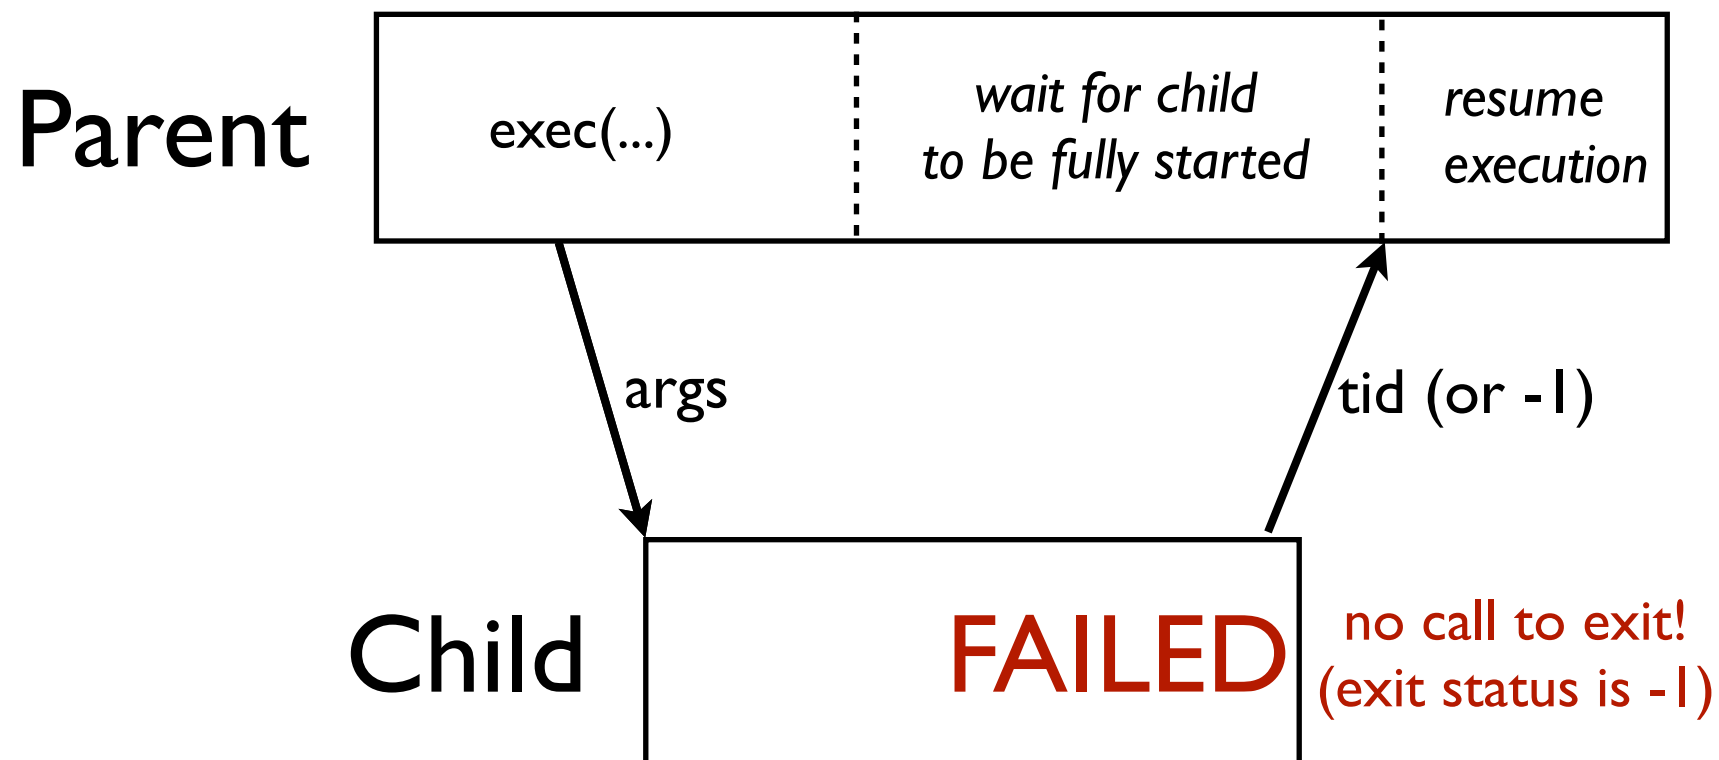 Parent
exec(...)
wait for child
to be fully started
resume
execution
args
tid (or -1)
Child
FAILED
no call to exit!
(exit status is -1)